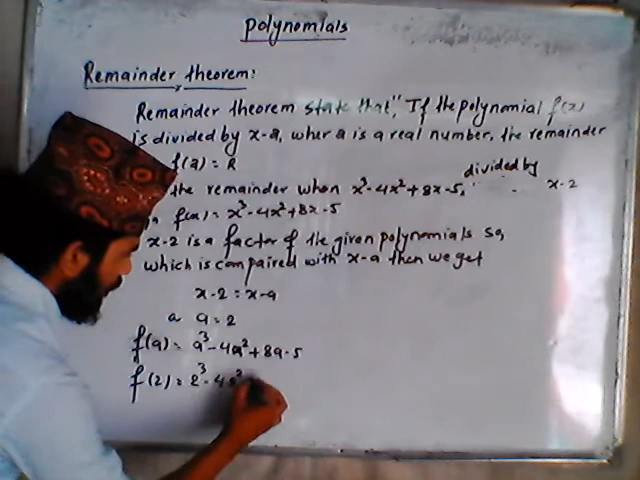 Polynomials
Remainder theorem:
Remainder theorem state that," If the polynomial f(x)
is divided by x-a, wher a is a real number, the remainder
f(a) = R
the remainder when x³-4x²+8x-5, divided by x-2
f(x) = x³-4x²+8x-5
x-2 is a factor of the given polynomials so,
which is compaired with x-a then we get
x-2 = x-a
a = 2
f(a) = a³-4a²+8a-5
f(2) = 2³-4